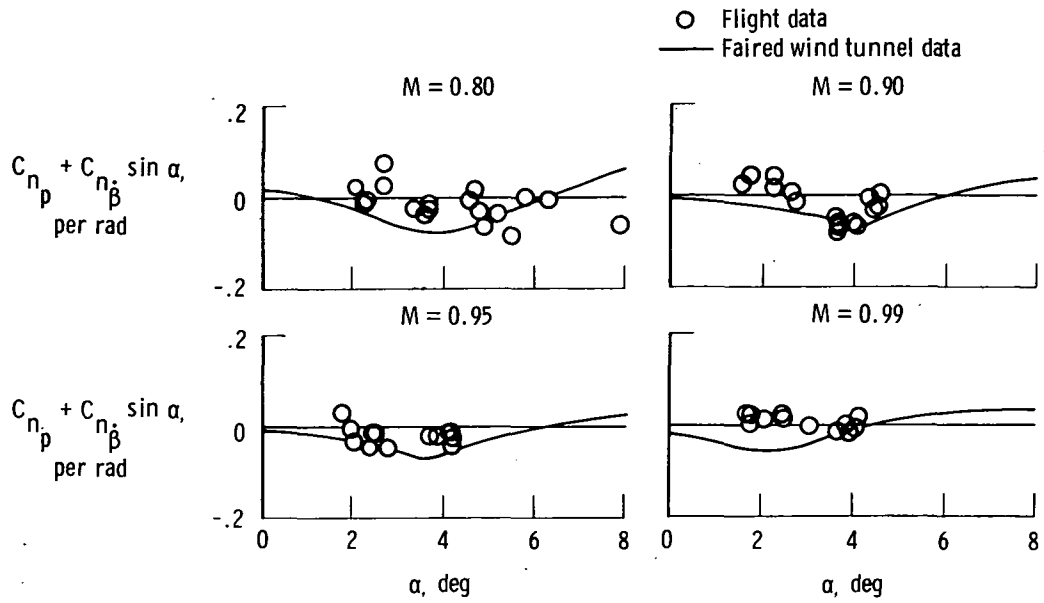 Flight data
Faired wind tunnel data
M = 0.80
M = 0.90
.2
0
-.2
C_{n_p} + C_{n_β̇} sin α,
per rad
M = 0.95
M = 0.99
.2
0
-.2
C_{n_p} + C_{n_β̇} sin α,
per rad
0 2 4 6 8
0 2 4 6 8
α, deg
α, deg